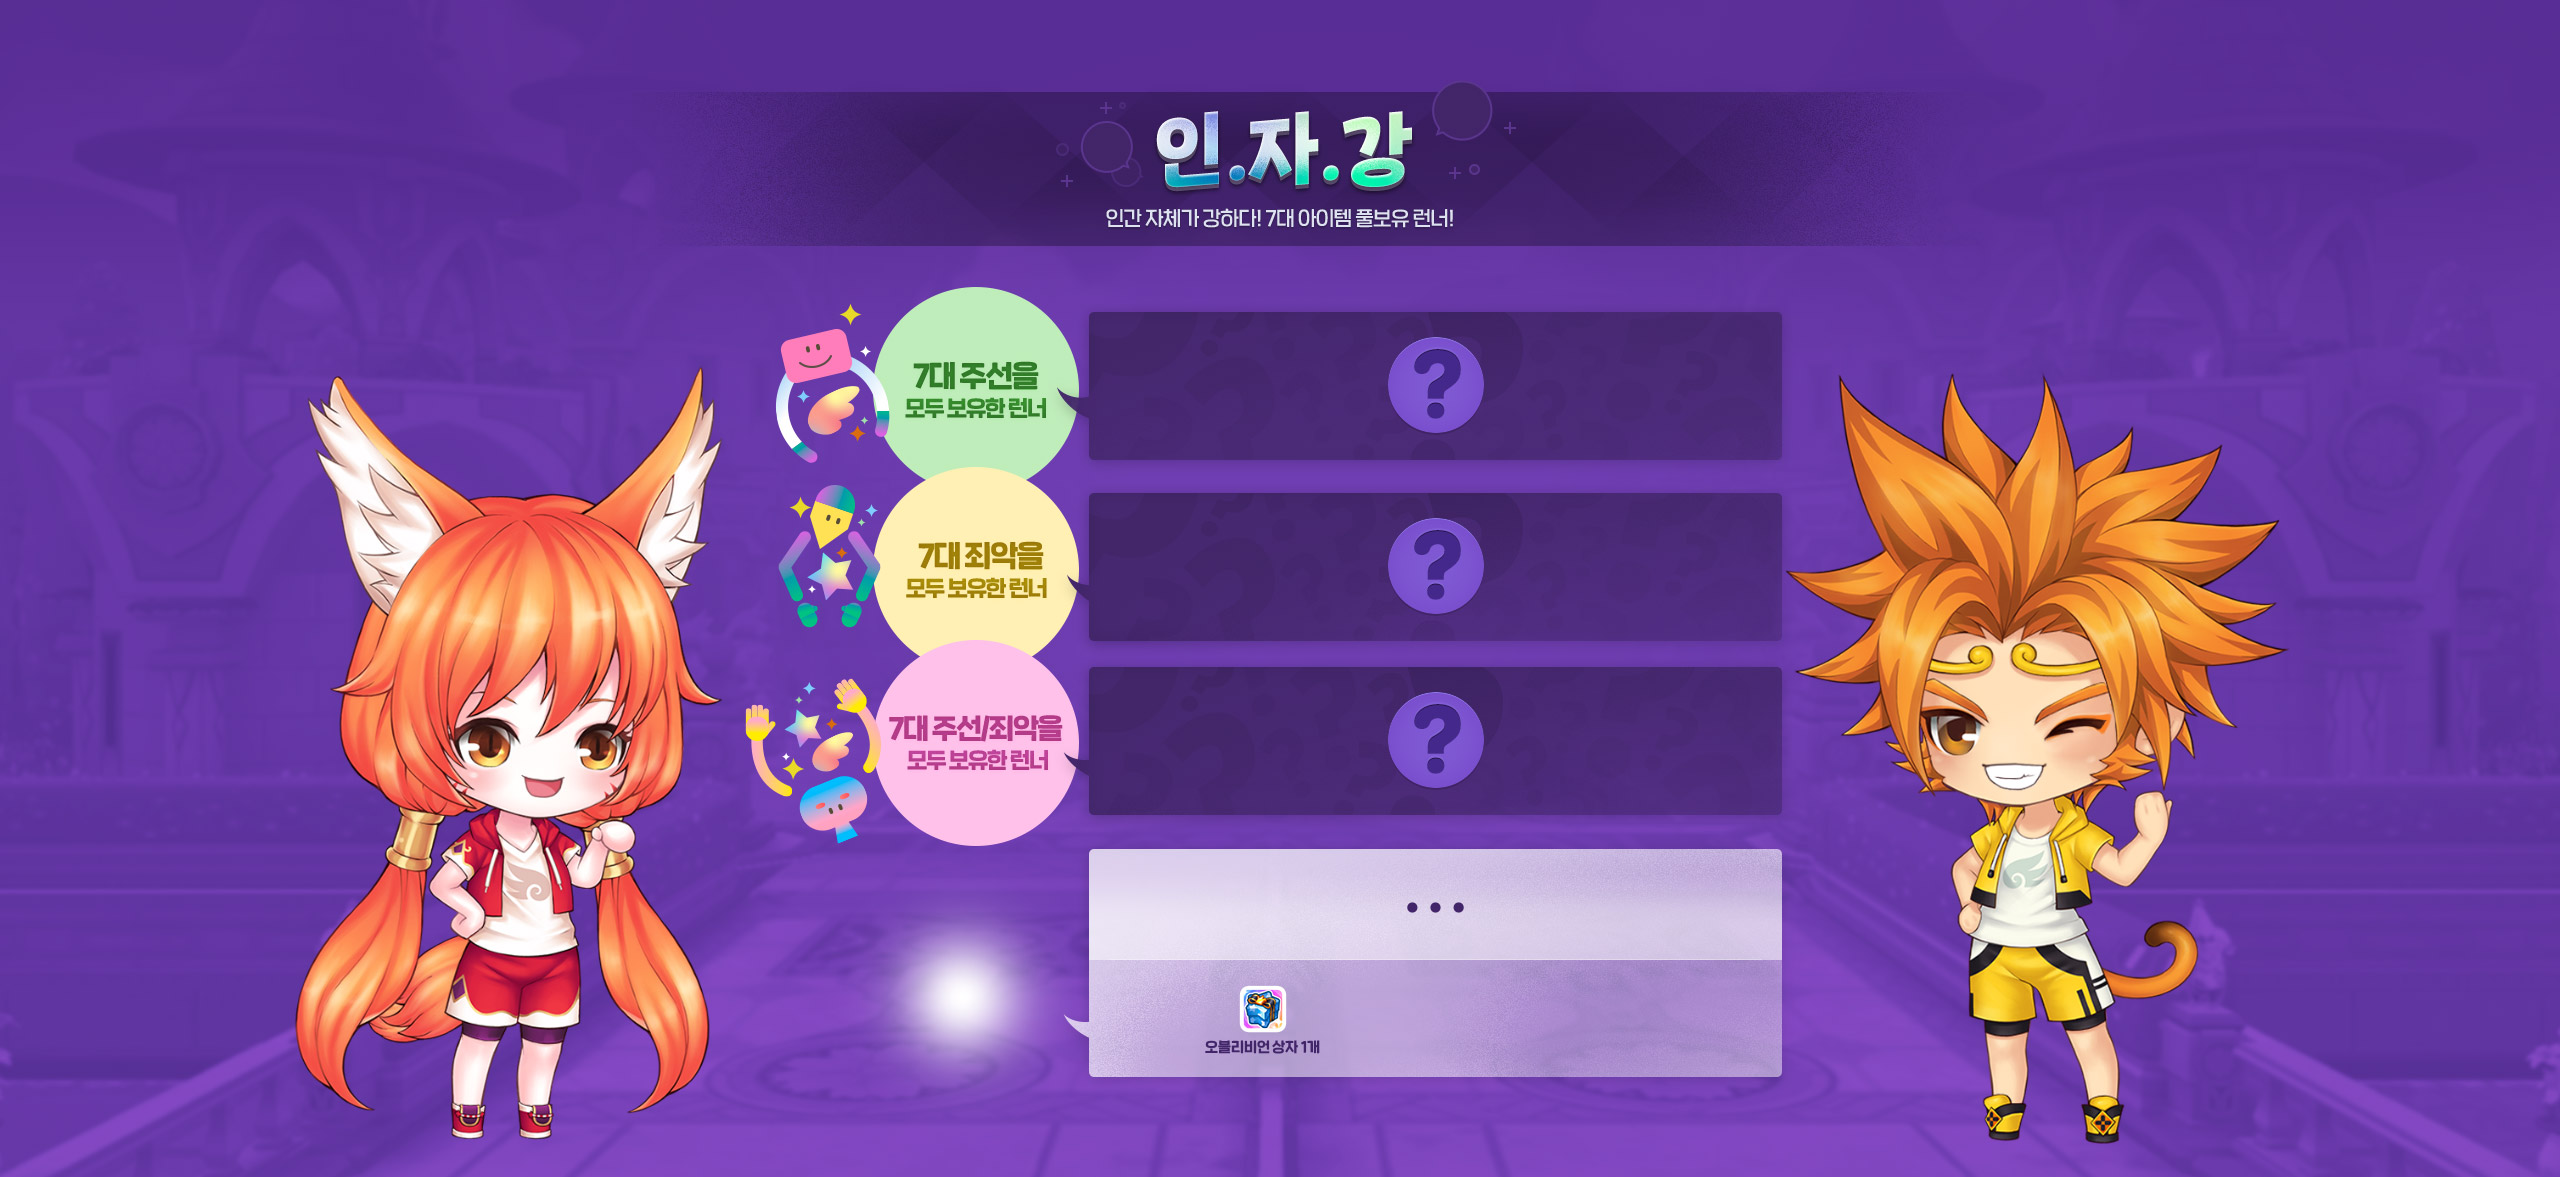 인.자.강
인간 자체가 강하다! 7대 아이템 풀보유 런너!
7대 주선을
모두 보유한 런너
?
7대 죄악을
모두 보유한 런너
?
7대 주선/죄악을
모두 보유한 런너
?
...
오블리비언 상자 1개